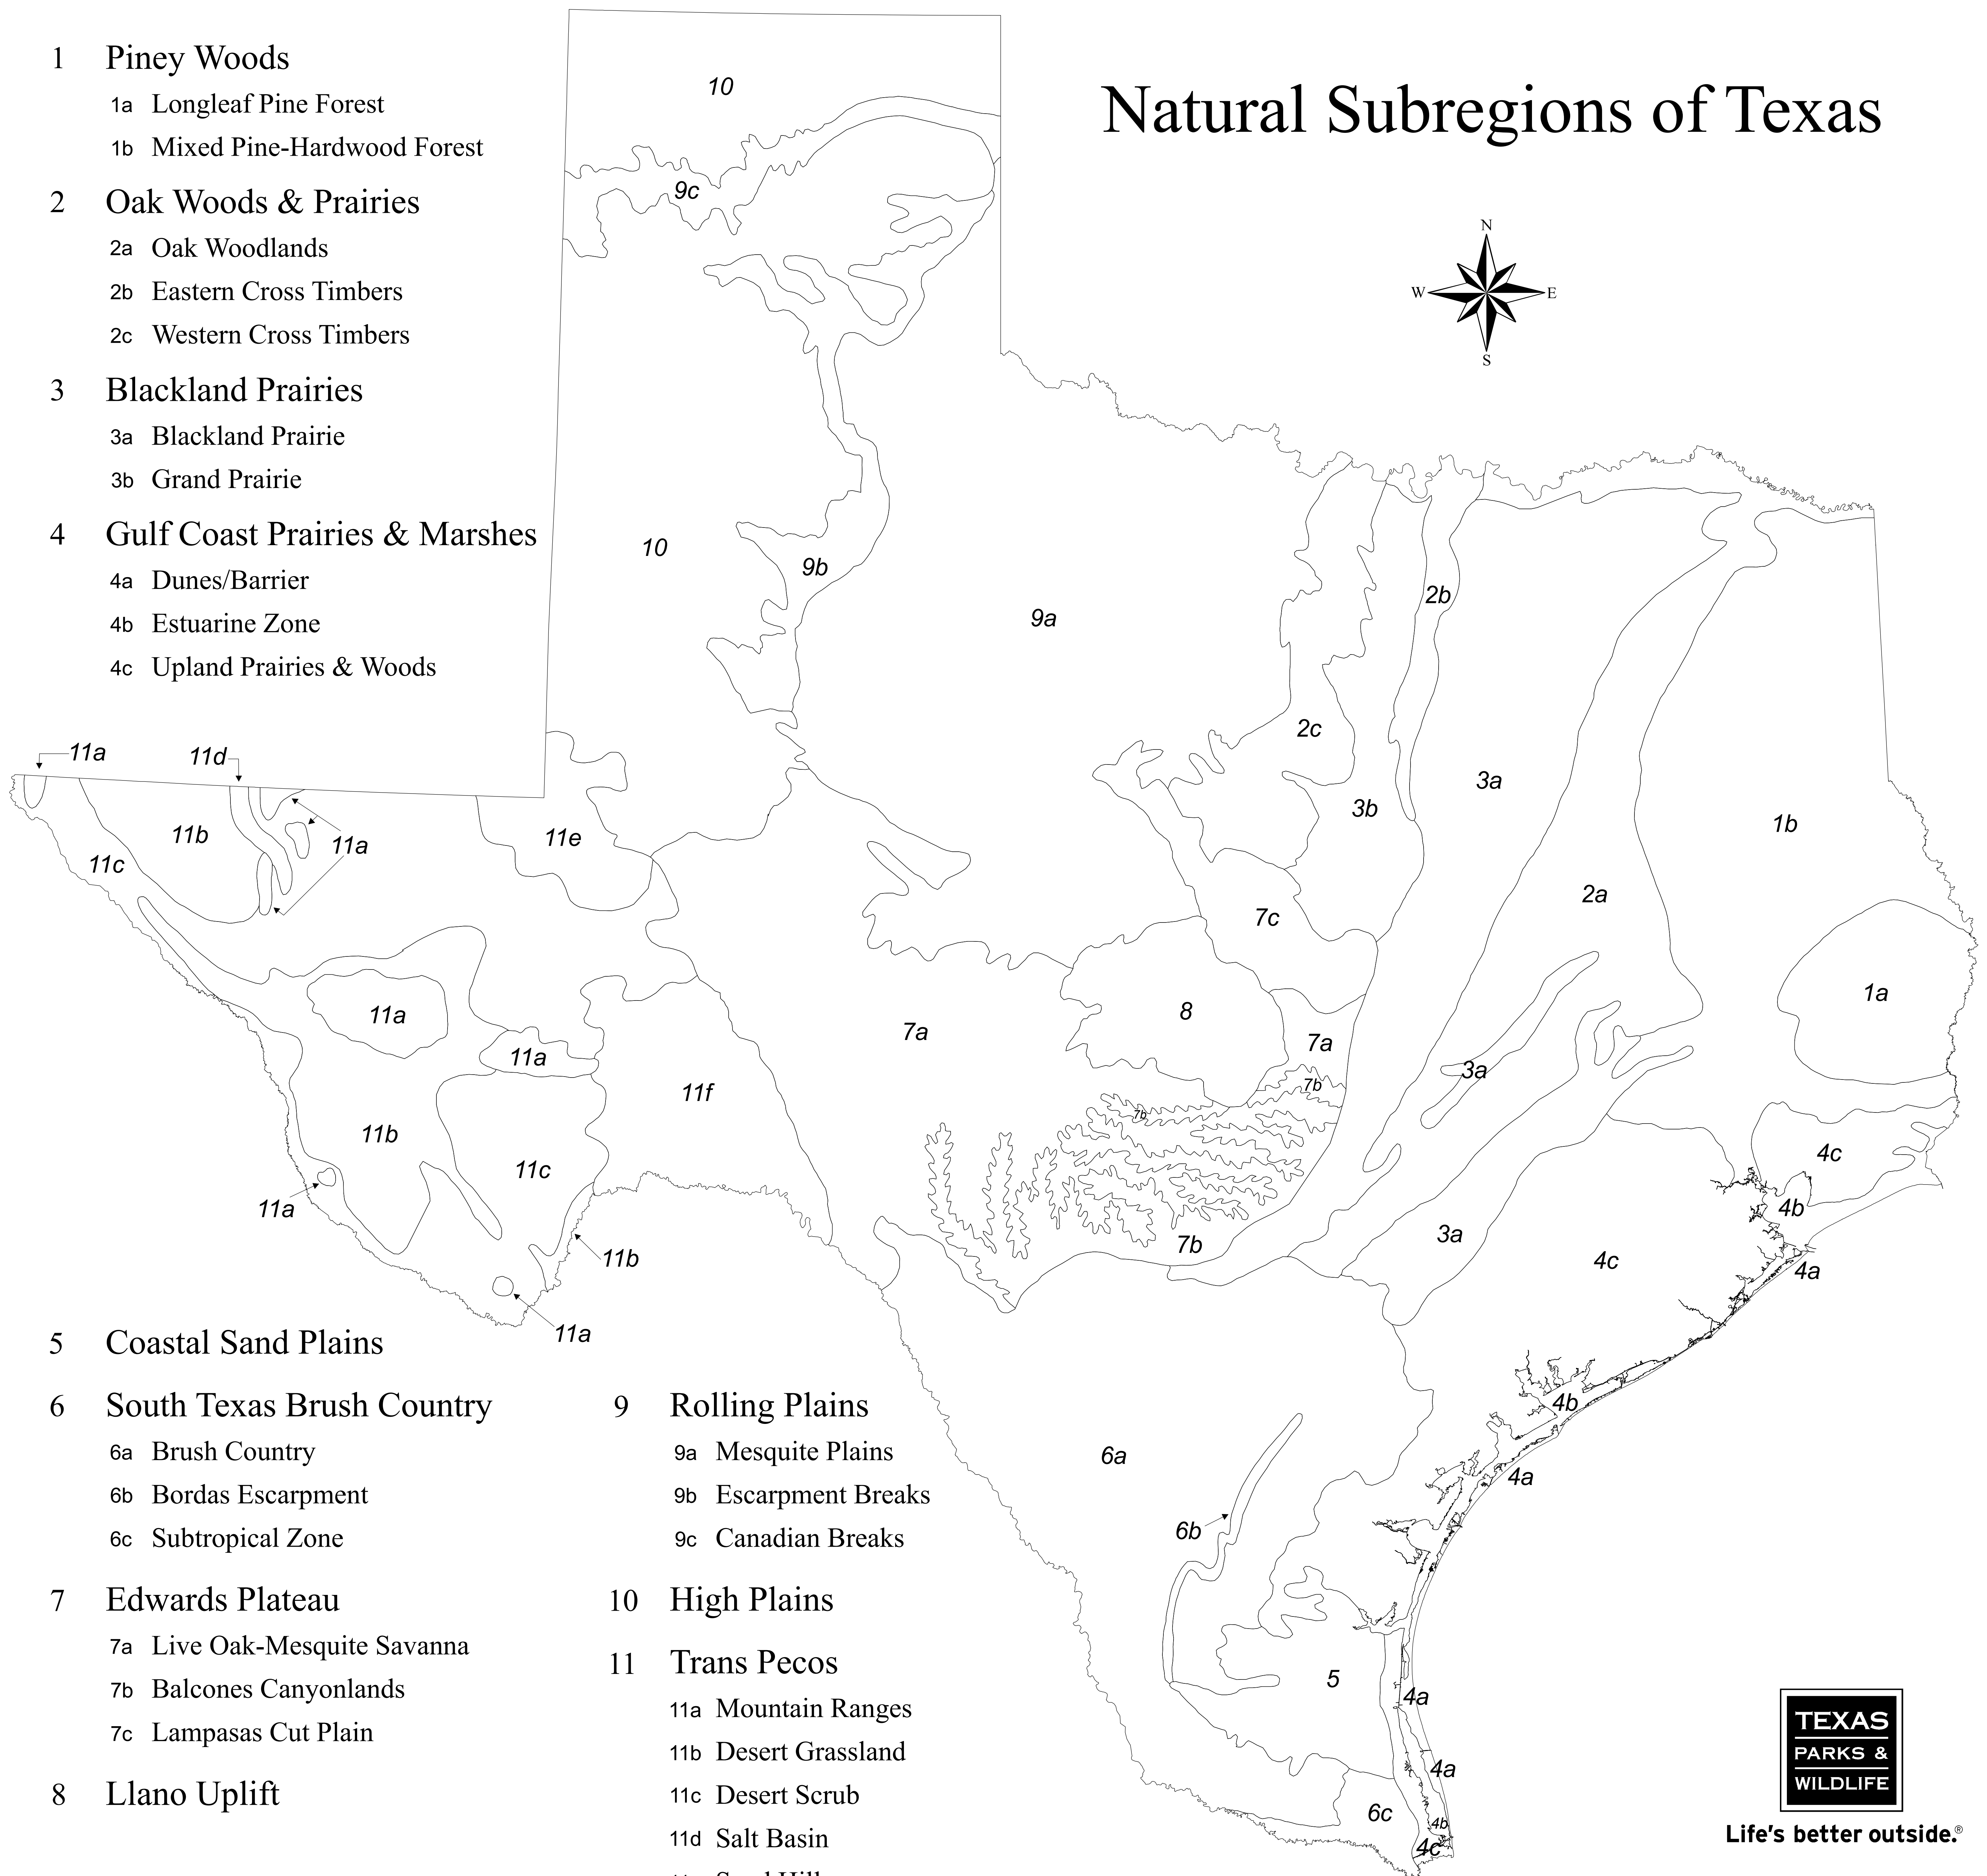 Natural Subregions of Texas
1 Piney Woods
1a Longleaf Pine Forest
1b Mixed Pine-Hardwood Forest
2 Oak Woods & Prairies
2a Oak Woodlands
2b Eastern Cross Timbers
2c Western Cross Timbers
3 Blackland Prairies
3a Blackland Prairie
3b Grand Prairie
4 Gulf Coast Prairies & Marshes
4a Dunes/Barrier
4b Estuarine Zone
4c Upland Prairies & Woods
N
W E
S
10
9c
10
9b
9a
2b
2c
3a
3b
1b
11a
11d
11b
11a
11c
11e
2a
7c
1a
11a
8
7a
7a
11a
3a
7b
11f
7b
11b
4c
11c
11a
4b
3a
7b
11b
4c
4a
11a
4b
6a
4a
6b
5
4a
4a
6c
4b
4c
5 Coastal Sand Plains
6 South Texas Brush Country
6a Brush Country
6b Bordas Escarpment
6c Subtropical Zone
7 Edwards Plateau
7a Live Oak-Mesquite Savanna
7b Balcones Canyonlands
7c Lampasas Cut Plain
8 Llano Uplift
9 Rolling Plains
9a Mesquite Plains
9b Escarpment Breaks
9c Canadian Breaks
10 High Plains
11 Trans Pecos
11a Mountain Ranges
11b Desert Grassland
11c Desert Scrub
11d Salt Basin
TEXAS
PARKS &
WILDLIFE
Life's better outside.®